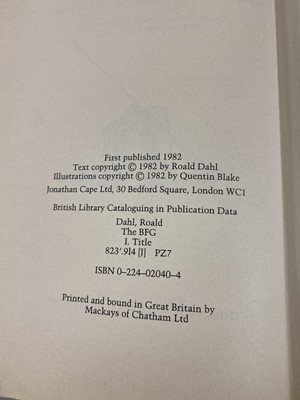 First published 1982
Text copyright © 1982 by Roald Dahl
Illustrations copyright © 1982 by Quentin Blake
Jonathan Cape Ltd, 30 Bedford Square, London WC1
British Library Cataloguing in Publication Data
Dahl, Roald
The BFG
I. Title
823'.9]4 [J] PZ7
ISBN 0–224–02040–4
Printed and bound in Great Britain by
Mackays of Chatham Ltd